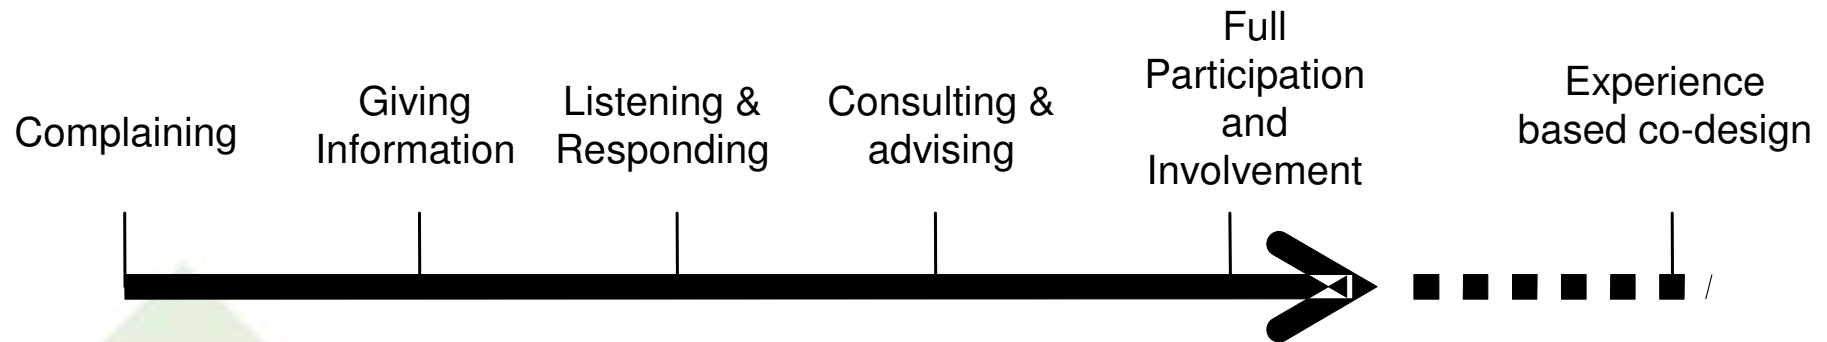 Complaining
Giving
Information
Listening &
Responding
Consulting &
advising
Full
Participation
and
Involvement
Experience
based co-design